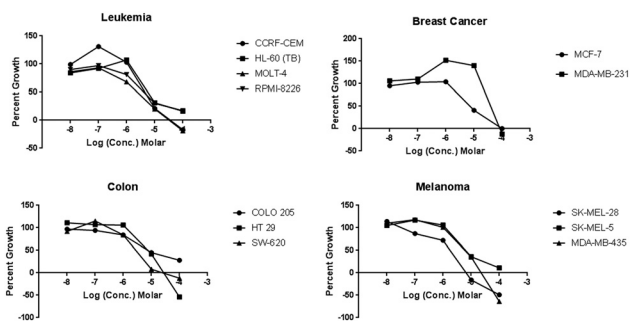 Leukemia
150
100
50
0
-50
Percent Growth
-8 -7 -6 -5 -4 -3
Log (Conc.) Molar
CCRF-CEM
HL-60 (TB)
MOLT-4
RPMI-8226
Breast Cancer
200
150
100
50
0
-50
Percent Growth
-8 -7 -6 -5 -4 -3
Log (Conc.) Molar
MCF-7
MDA-MB-231
Colon
150
100
50
0
-50
-100
Percent Growth
-8 -7 -6 -5 -4 -3
Log (Conc.) Molar
COLO 205
HT 29
SW-620
Melanoma
150
100
50
0
-50
-100
Percent Growth
-8 -7 -6 -5 -4 -3
Log (Conc.) Molar
SK-MEL-28
SK-MEL-5
MDA-MB-435